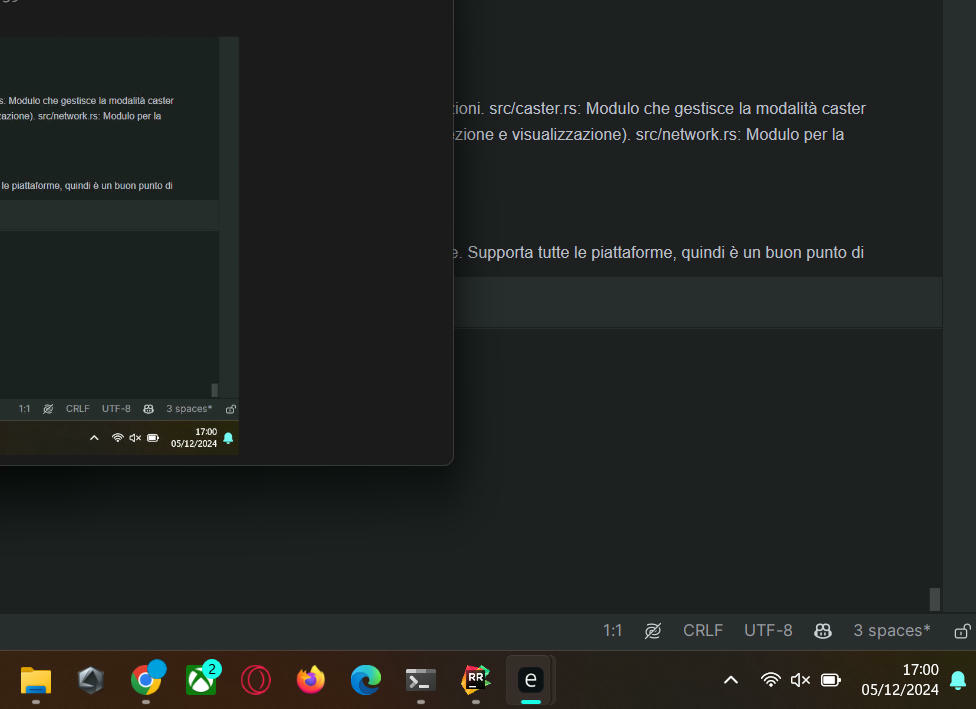 s. Modulo che gestisce la modalità caster
zazione). src/network.rs: Modulo per la
le piattaforme, quindi è un buon punto di
1:1 CRLF UTF-8 3 spaces*
17:00
05/12/2024
zioni. src/caster.rs: Modulo che gestisce la modalità caster
ezione e visualizzazione). src/network.rs: Modulo per la
e. Supporta tutte le piattaforme, quindi è un buon punto di
1:1 CRLF UTF-8 3 spaces*
2
RR
e
17:00
05/12/2024